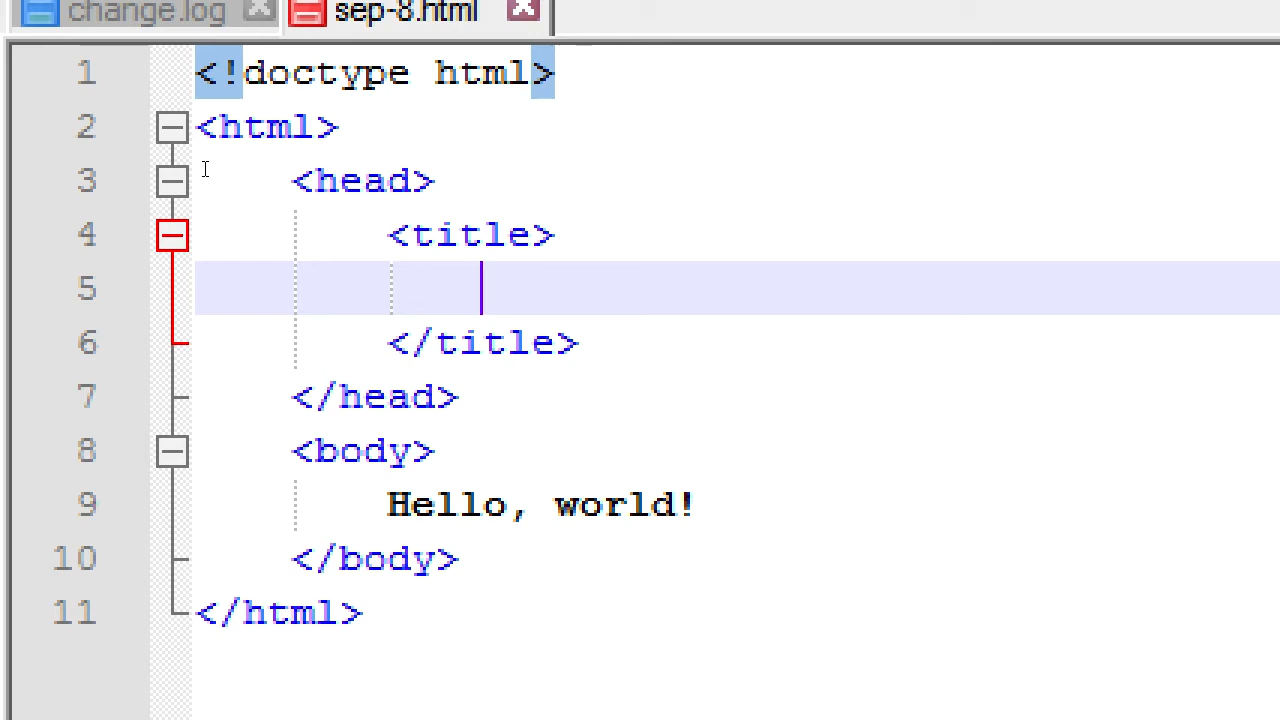 change.log sep-8.html
1 <!doctype html>
2 <html>
3 <head>
4 <title>
5
6 </title>
7 </head>
8 <body>
9 Hello, world!
10 </body>
11 </html>